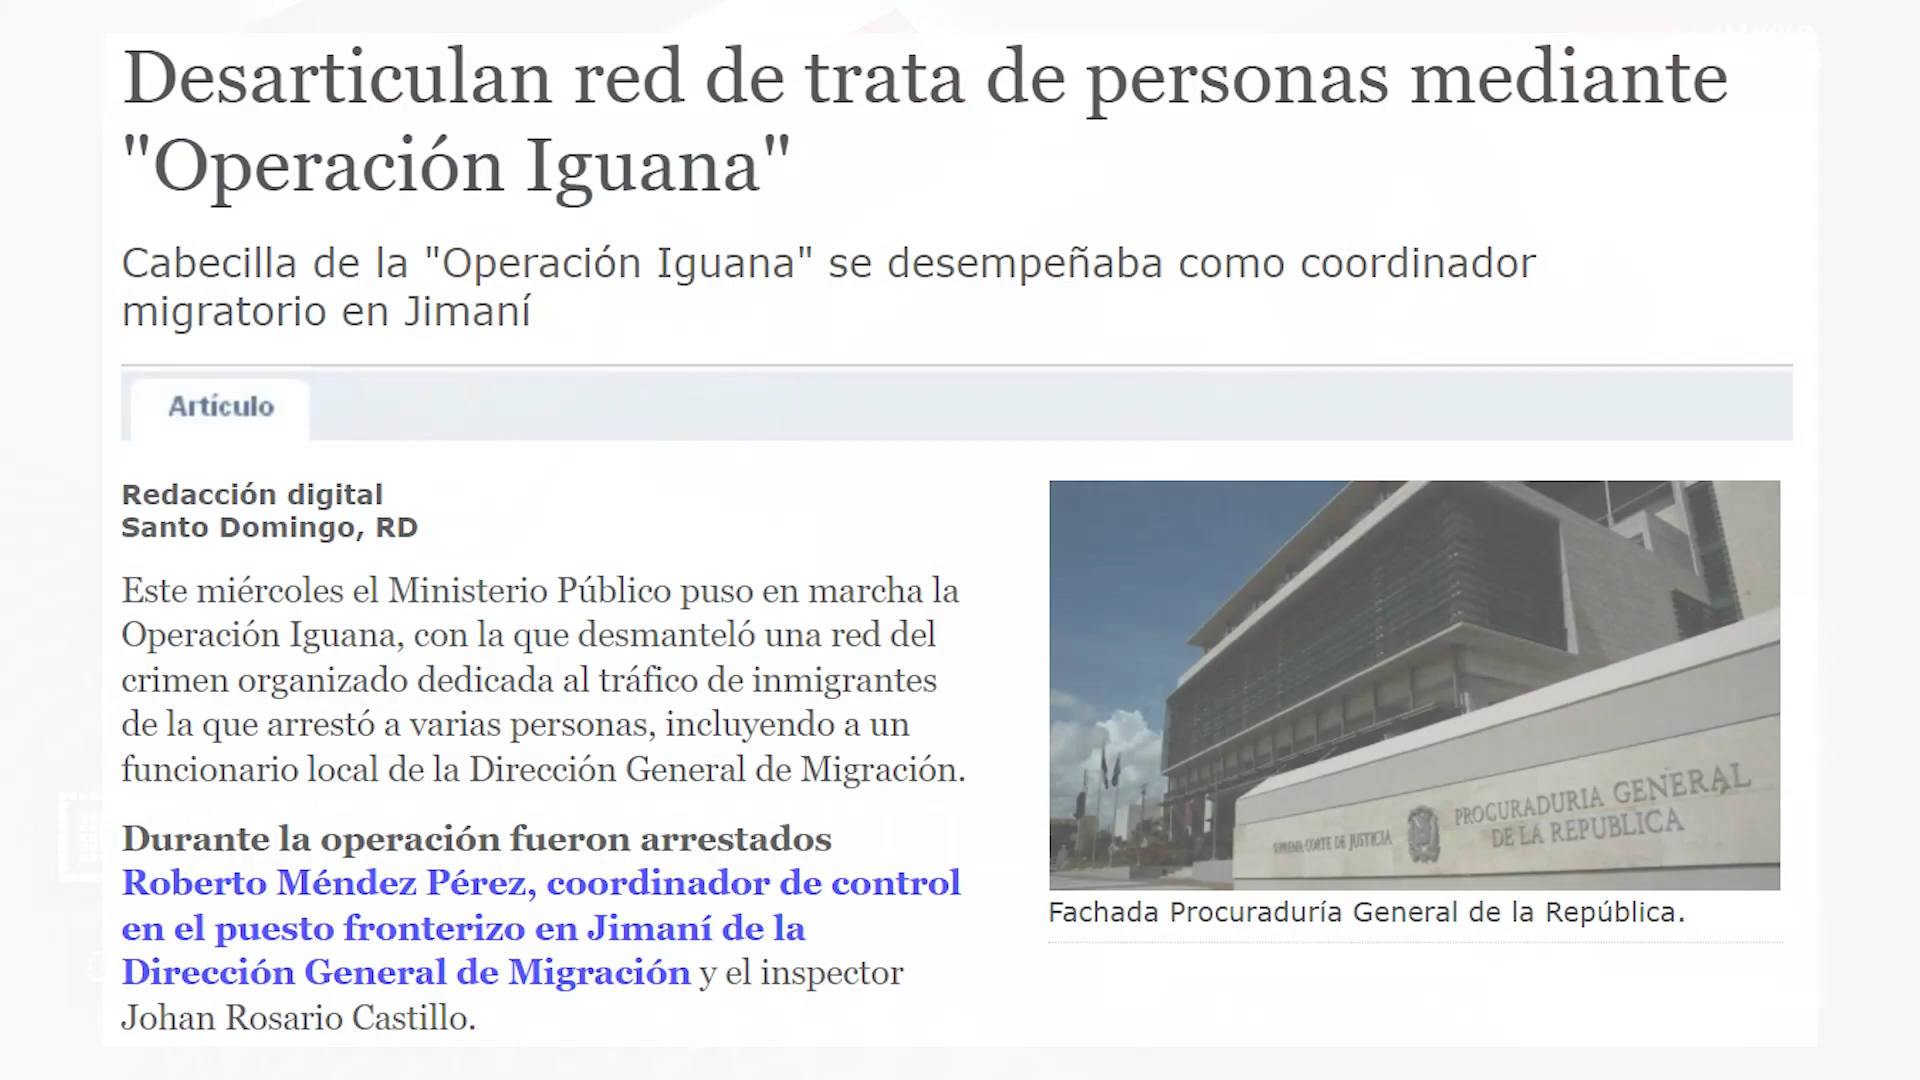 Desarticulan red de trata de personas mediante
"Operación Iguana"
Cabecilla de la "Operación Iguana" se desempeñaba como coordinador
migratorio en Jimaní
Artículo
Redacción digital
Santo Domingo, RD
Este miércoles el Ministerio Público puso en marcha la
Operación Iguana, con la que desmanteló una red del
crimen organizado dedicada al tráfico de inmigrantes
de la que arrestó a varias personas, incluyendo a un
funcionario local de la Dirección General de Migración.
Durante la operación fueron arrestados
Roberto Méndez Pérez, coordinador de control
en el puesto fronterizo en Jimaní de la
Dirección General de Migración y el inspector
Johan Rosario Castillo.
SUPREMA CORTE DE JUSTICIA
PROCURADURIA GENERAL
DE LA REPUBLICA
Fachada Procuraduría General de la República.